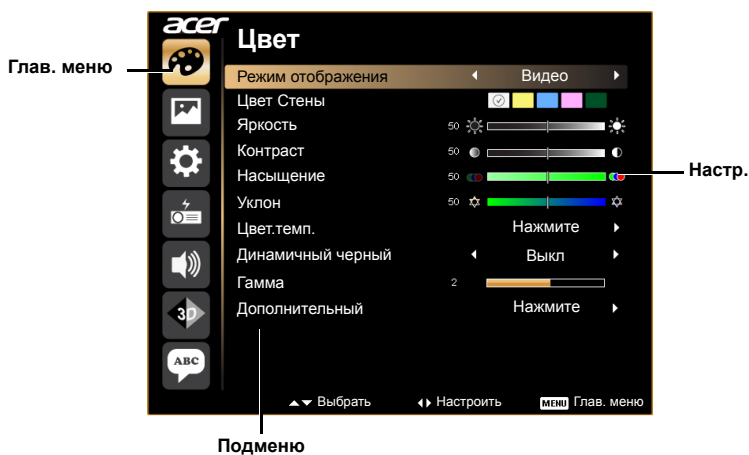 acer
Цвет
Глав. меню
Режим отображения Видео
Цвет Стены
Яркость 50
Контраст 50
Насыщение 50
Настр.
Уклон 50
Цвет.темп. Нажмите
Динамичный черный Выкл
Гамма 2
3D
Дополнительный Нажмите
ABC
Выбрать Настроить MENU Глав. меню
Подменю